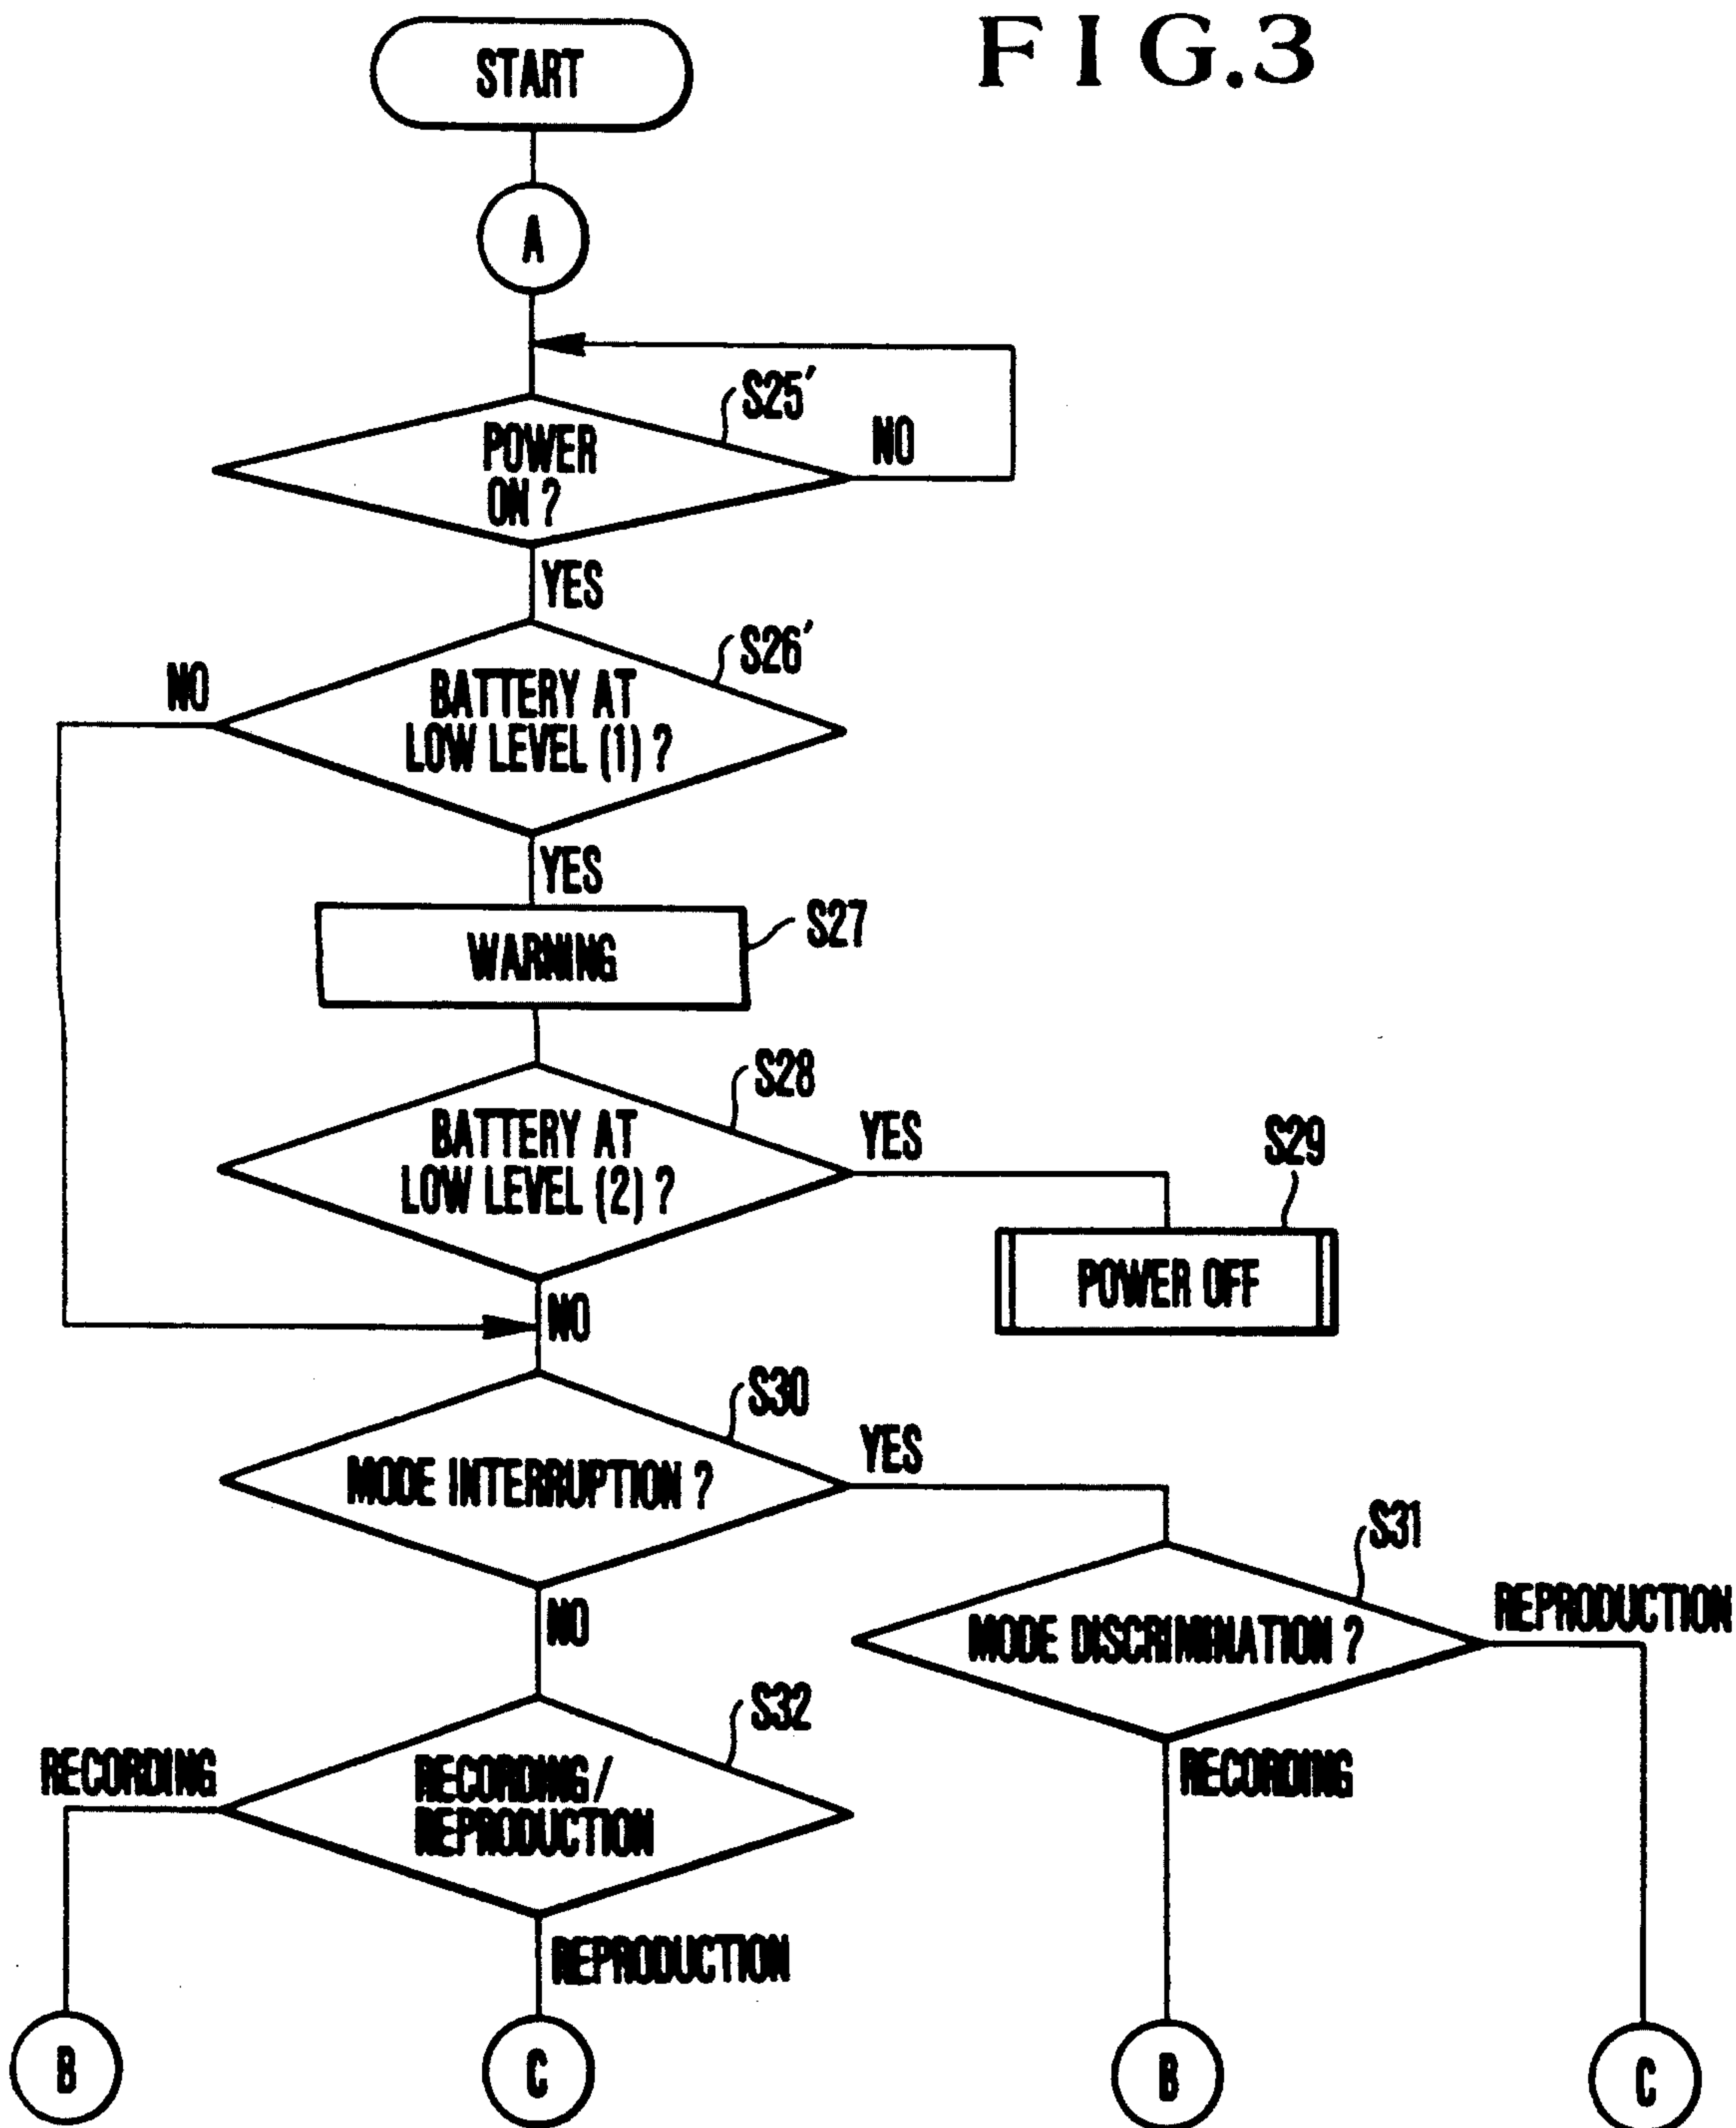 FIG.3
START
A
S25'
POWER
ON ?
NO
YES
S26'
NO
BATTERY AT
LOW LEVEL (1) ?
YES
S27
WARNING
S28
BATTERY AT
LOW LEVEL (2) ?
YES
S29
POWER OFF
NO
S30
MODE INTERRUPTION ?
YES
S31
MODE DISCRIMINATION ?
REPRODUCTION
NO
S32
RECORDING
RECORDING/
REPRODUCTION
RECORDING
REPRODUCTION
B
C
B
C